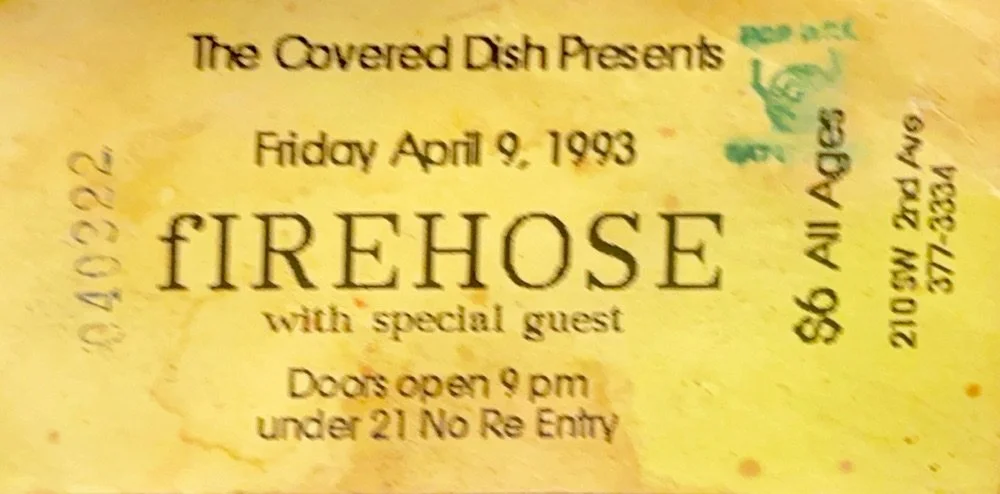 The Covered Dish Presents
Friday April 9, 1993
fIREHOSE
with special guest
Doors open 9 pm
under 21 No Re Entry
$6 All Ages
210 SW 2nd Ave
377-3334